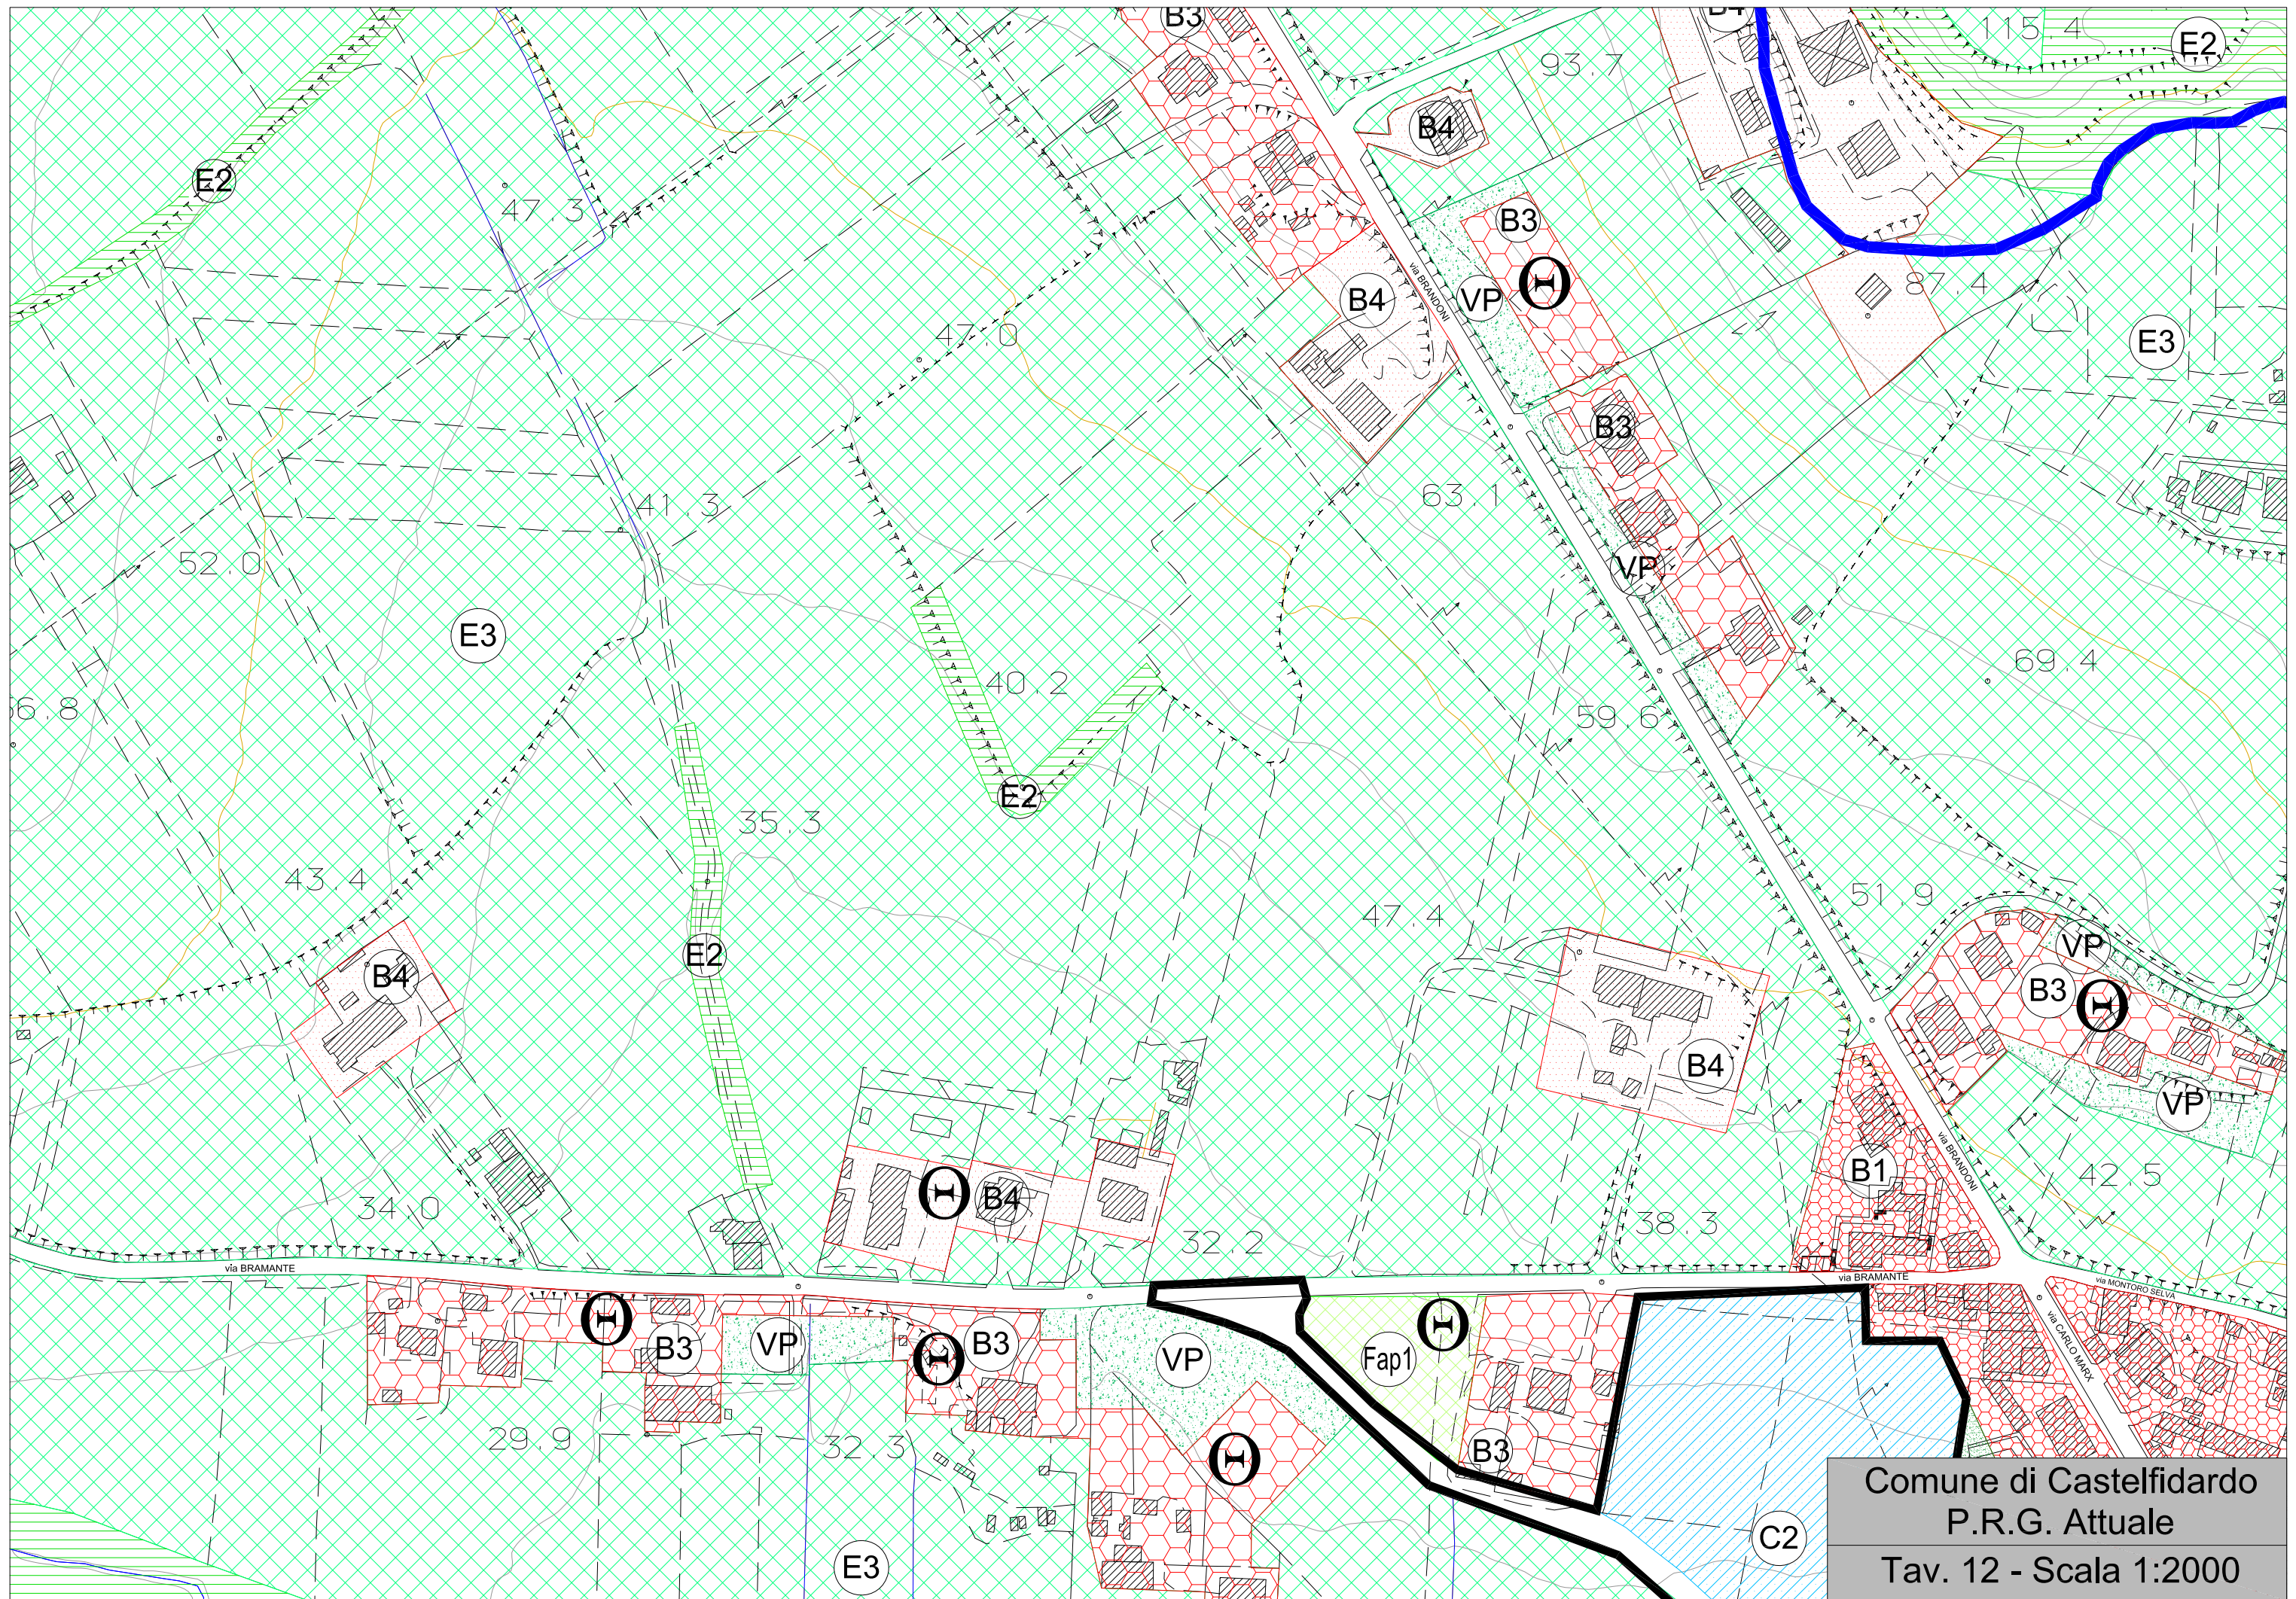 B3
B4
115.4
E2
93.7
B4
E2
47.3
B3
Θ
via BRANDONI
VP
B4
87.4
47.0
E3
B3
63.1
41.3
52.0
VP
E3
69.4
40.2
59.6
E2
35.3
43.4
51.9
47.4
VP
E2
B4
B3
Θ
B4
VP
via BRANDONI
B1
42.5
Θ
B4
34.0
38.3
32.2
via BRAMANTE
via BRAMANTE
via MONTORO SELVA
Θ
Θ
via CARLO MARX
B3
VP
Θ
B3
VP
Fap1
29.9
32.3
Θ
B3
C2
E3
Comune di Castelfidardo
P.R.G. Attuale
Tav. 12 - Scala 1:2000